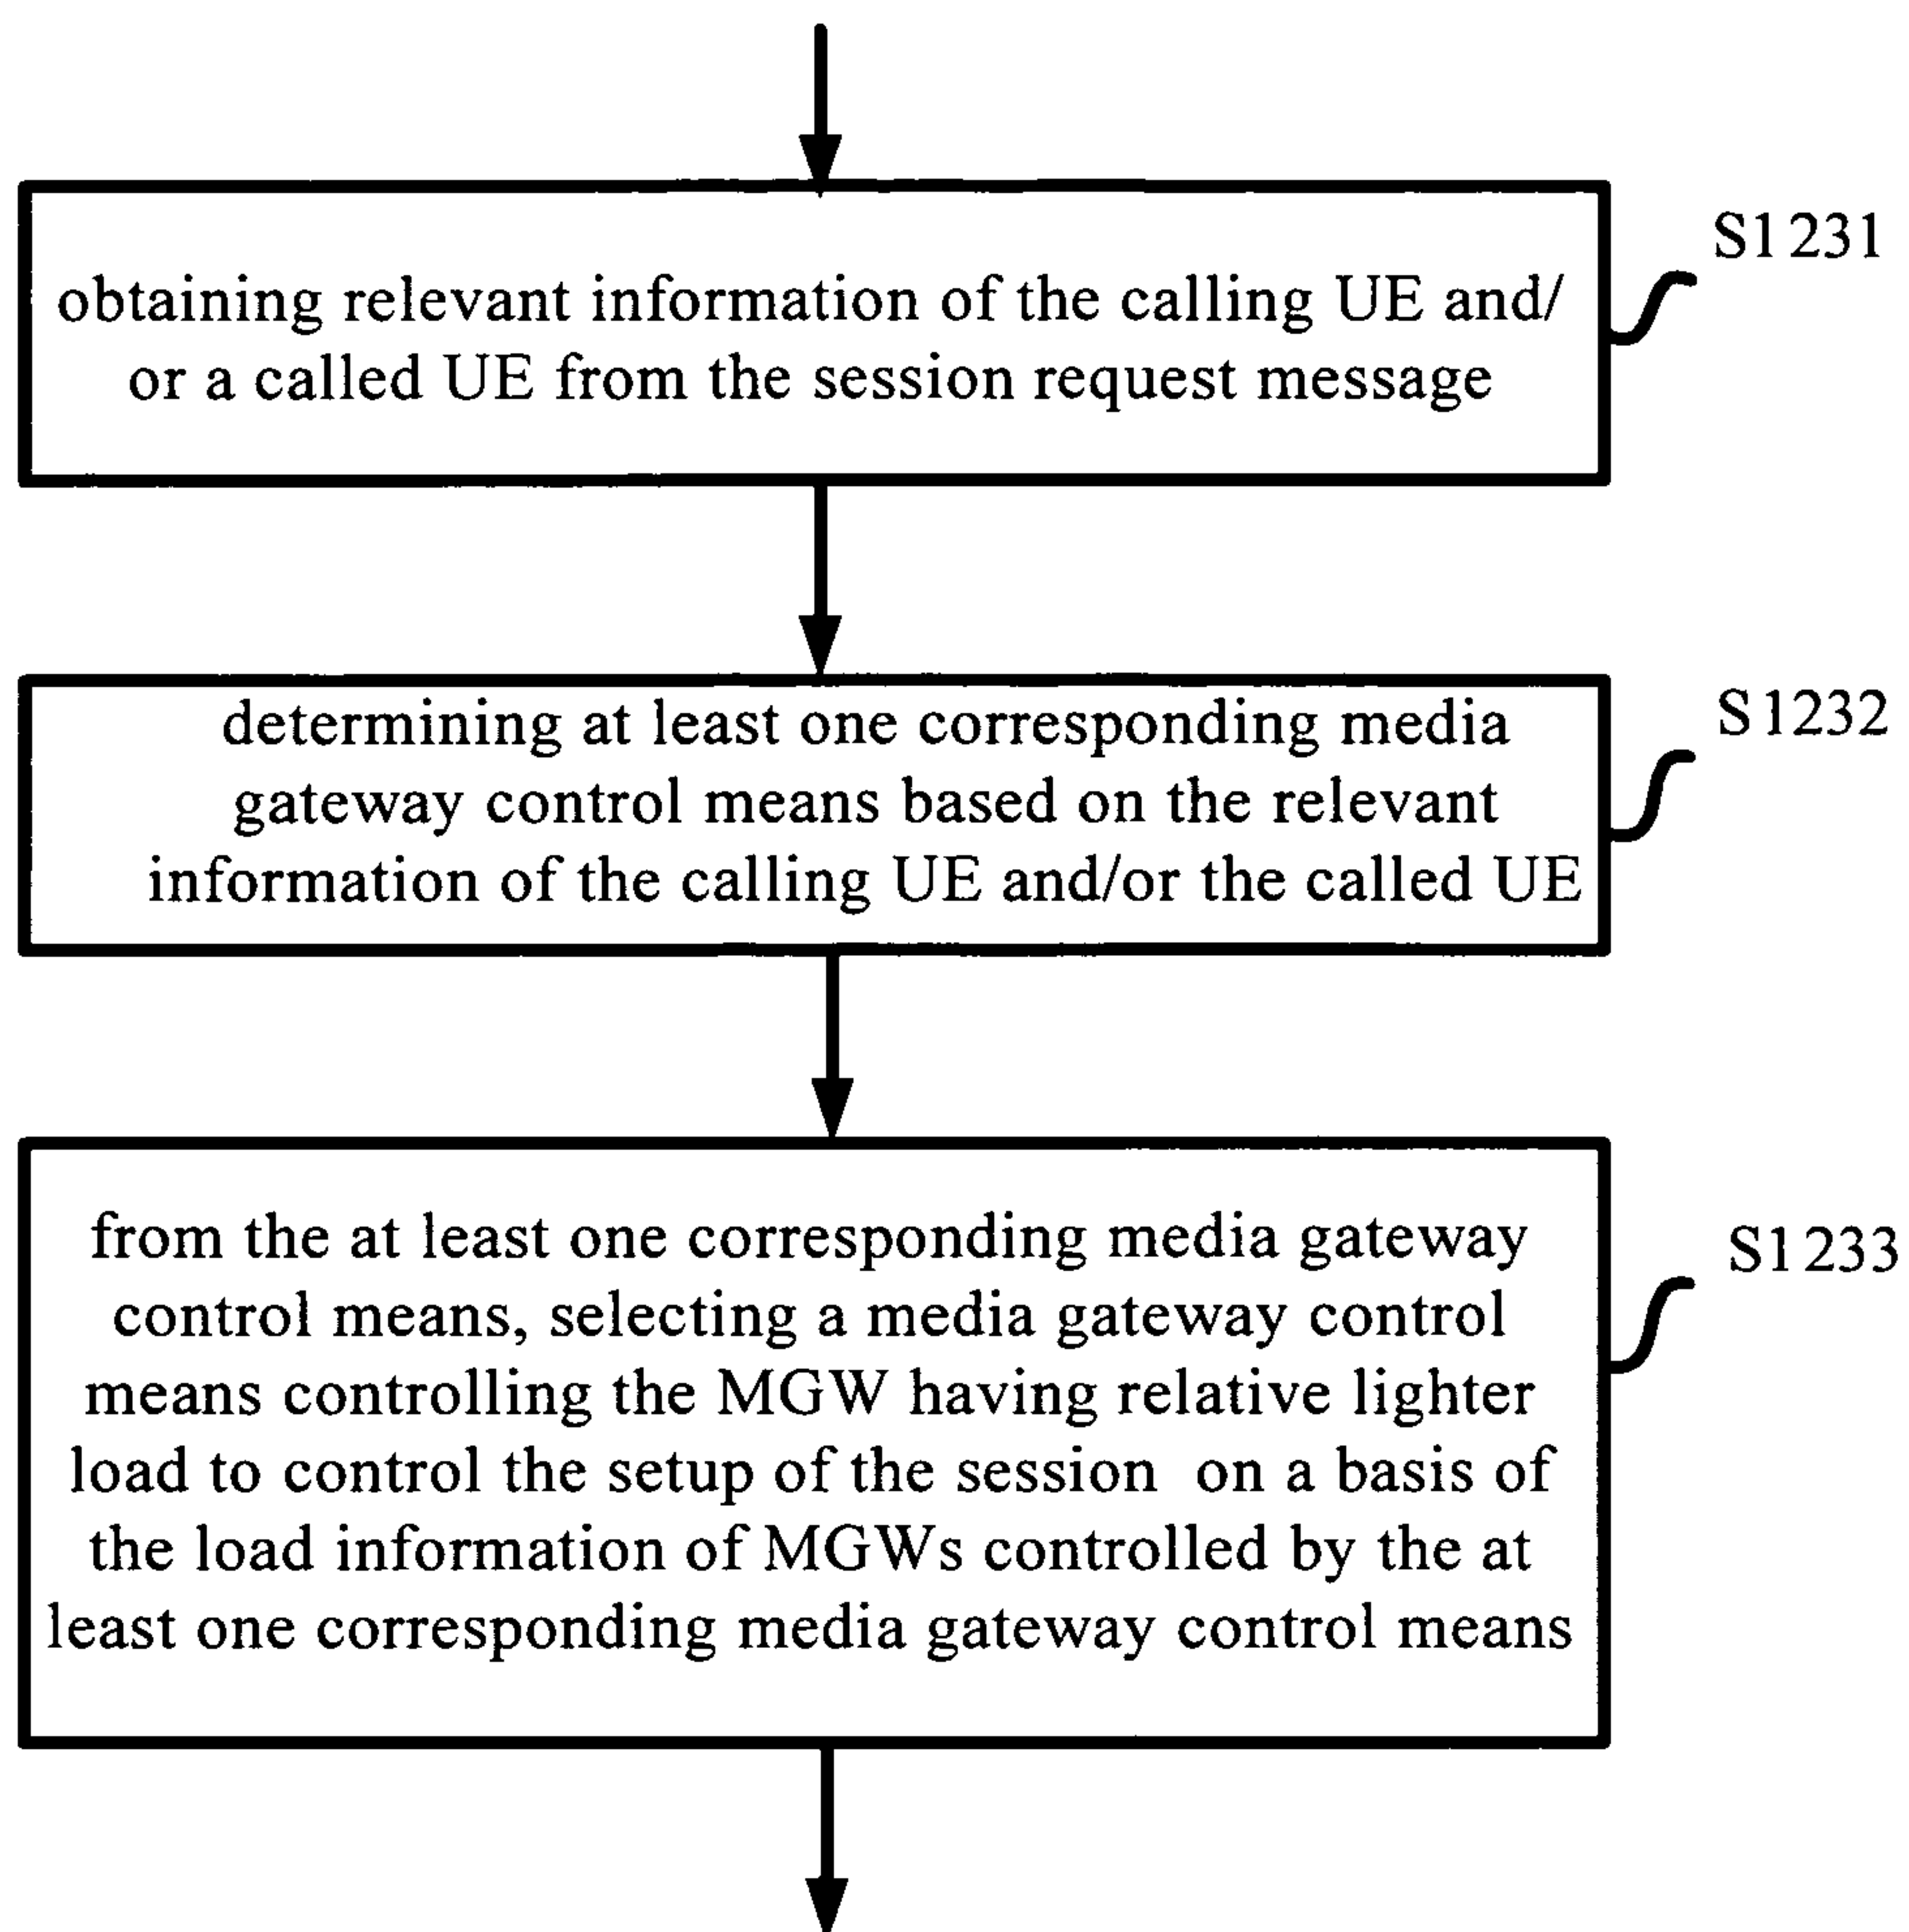 S1231
obtaining relevant information of the calling UE and/
or a called UE from the session request message
S1232
determining at least one corresponding media
gateway control means based on the relevant
information of the calling UE and/or the called UE
S1233
from the at least one corresponding media gateway
control means, selecting a media gateway control
means controlling the MGW having relative lighter
load to control the setup of the session on a basis of
the load information of MGWs controlled by the at
least one corresponding media gateway control means